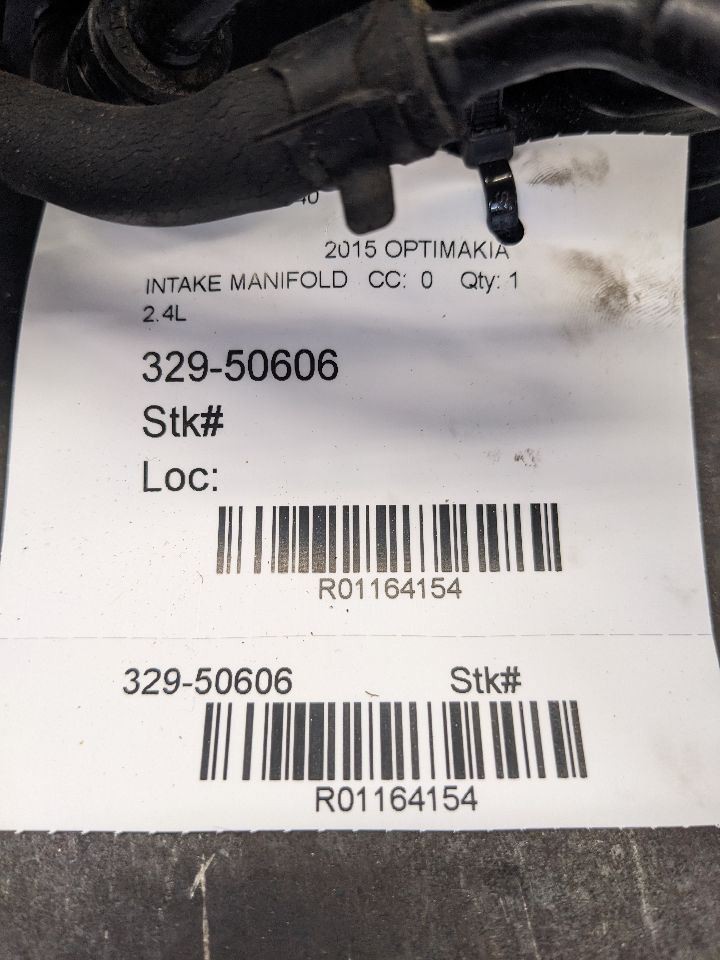 40
2015 OPTIMAKIA
INTAKE MANIFOLD CC: 0 Qty: 1
2.4L
329-50606
Stk#
Loc:
R01164154
329-50606 Stk#
R01164154